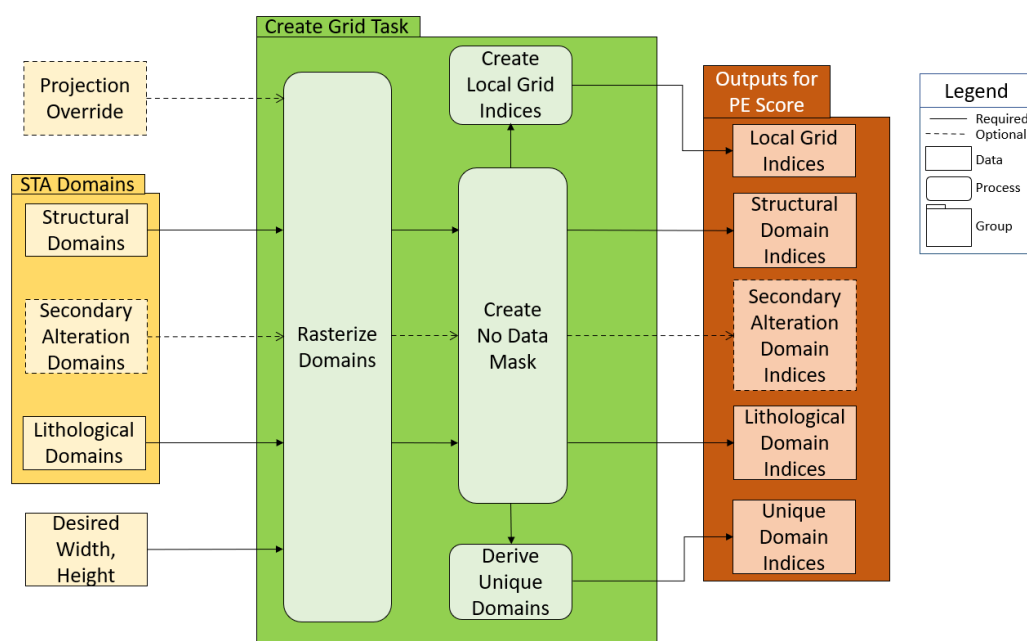 Create Grid Task
Projection
Override
STA Domains
Structural
Domains
Secondary
Alteration
Domains
Lithological
Domains
Desired
Width,
Height
Rasterize
Domains
Create
Local Grid
Indices
Create
No Data
Mask
Derive
Unique
Domains
Outputs for
PE Score
Local Grid
Indices
Structural
Domain
Indices
Secondary
Alteration
Domain
Indices
Lithological
Domain
Indices
Unique
Domain
Indices
Legend
Required
Optional
Data
Process
Group